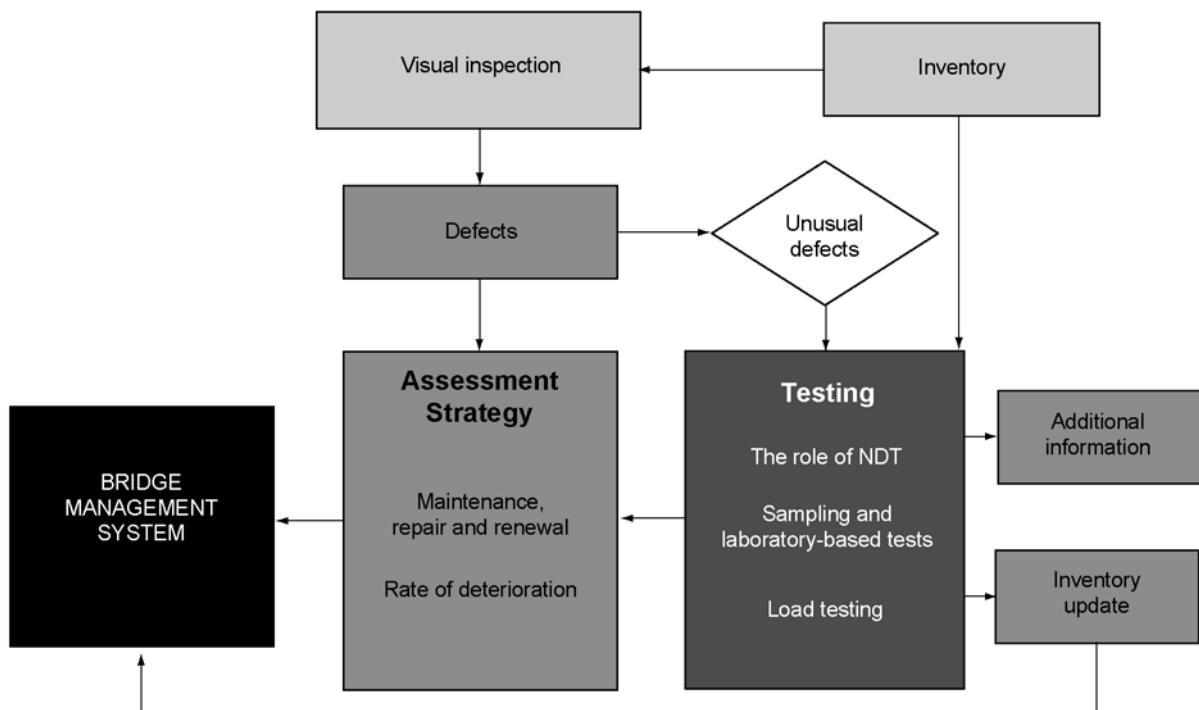 Visual inspection
Inventory
Defects
Unusual
defects
Assessment
Strategy
Maintenance,
repair and renewal
Rate of deterioration
Testing
The role of NDT
Sampling and
laboratory-based tests
Load testing
Additional
information
Inventory
update
BRIDGE
MANAGEMENT
SYSTEM